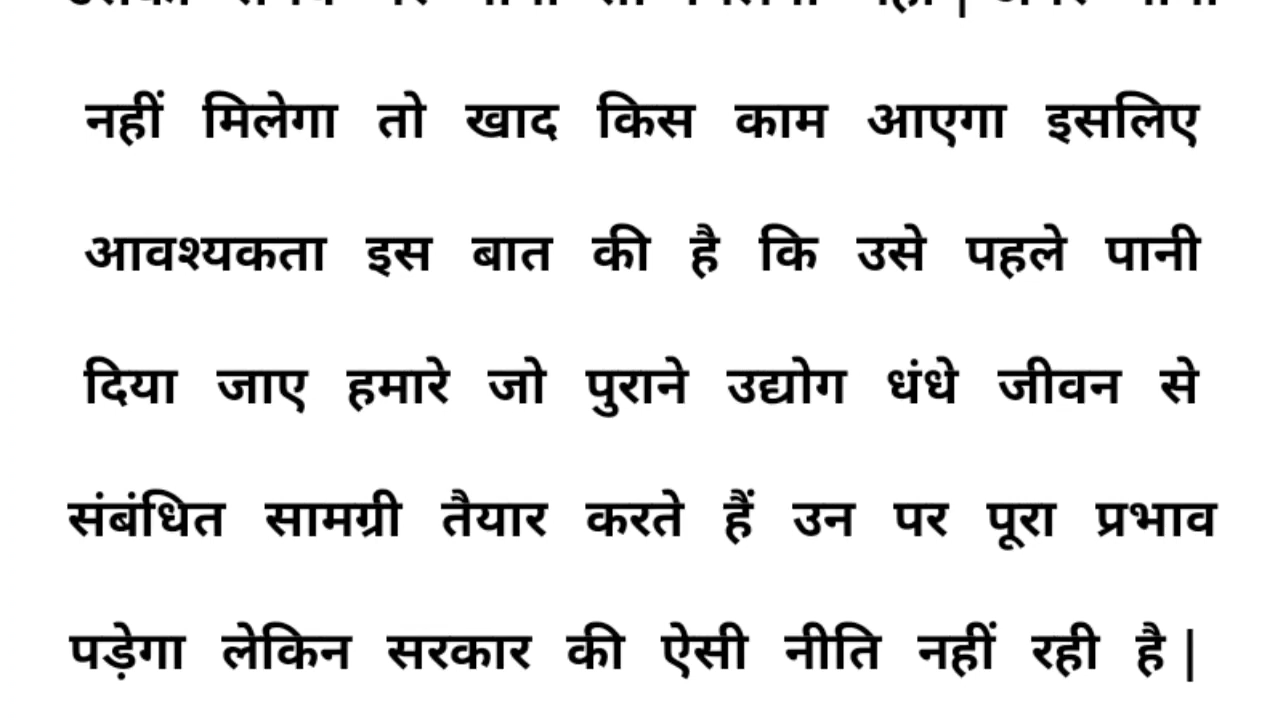 नहीं मिलेगा तो खाद किस काम आएगा इसलिए
आवश्यकता इस बात की है कि उसे पहले पानी
दिया जाए हमारे जो पुराने उद्योग धंधे जीवन से
संबंधित सामग्री तैयार करते हैं उन पर पूरा प्रभाव
पड़ेगा लेकिन सरकार की ऐसी नीति नहीं रही है |